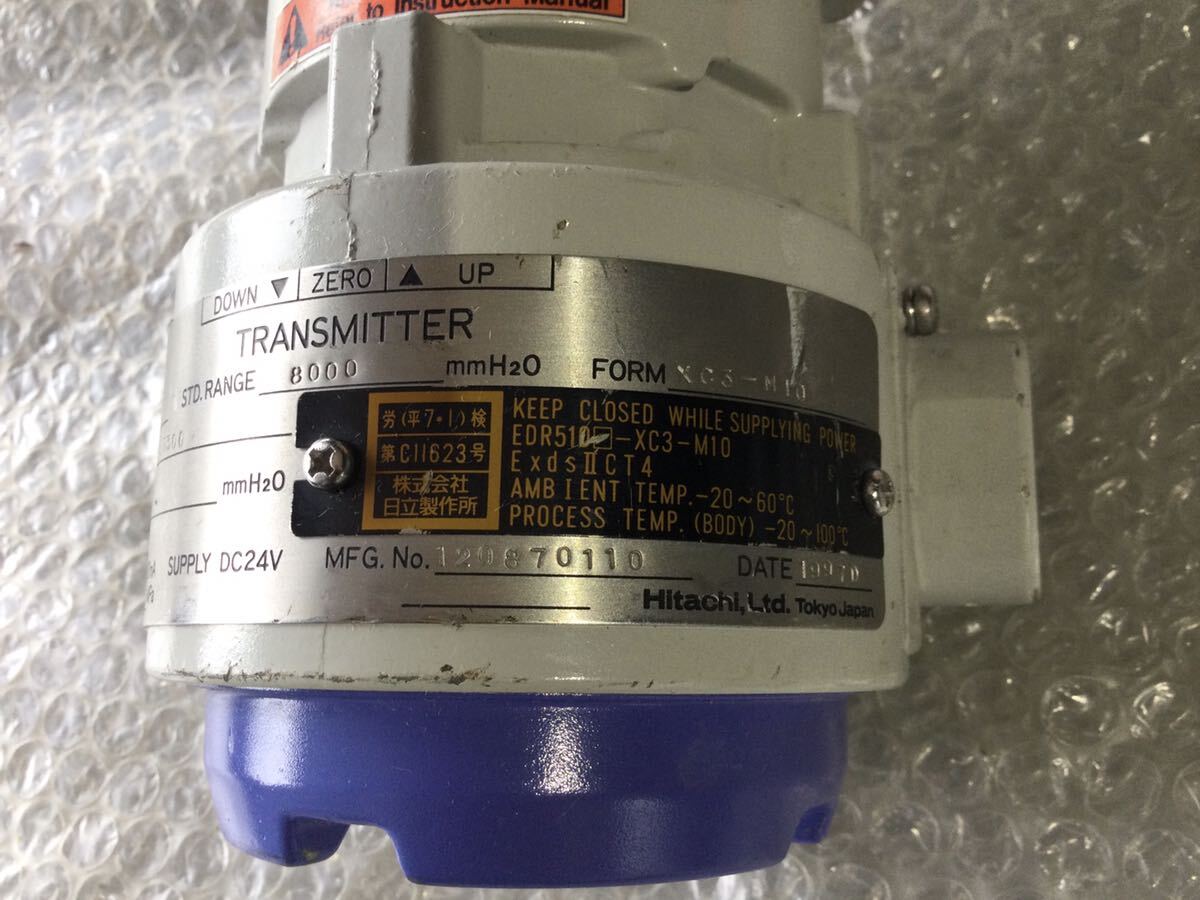 to Instruction Manual
DOWN ▼ ZERO ▲ UP
TRANSMITTER
STD. RANGE 8000 mmH2O FORM XC3-M10
mmH2O
労(平7・1)検
第C11623号
株式会社
日立製作所
KEEP CLOSED WHILE SUPPLYING POWER
EDR510□-XC3-M10
ExdsⅡCT4
AMBIENT TEMP. -20~60℃
PROCESS TEMP. (BODY) -20~100℃
SUPPLY DC24V MFG. No. 120870110 DATE
Hitachi, Ltd. Tokyo Japan